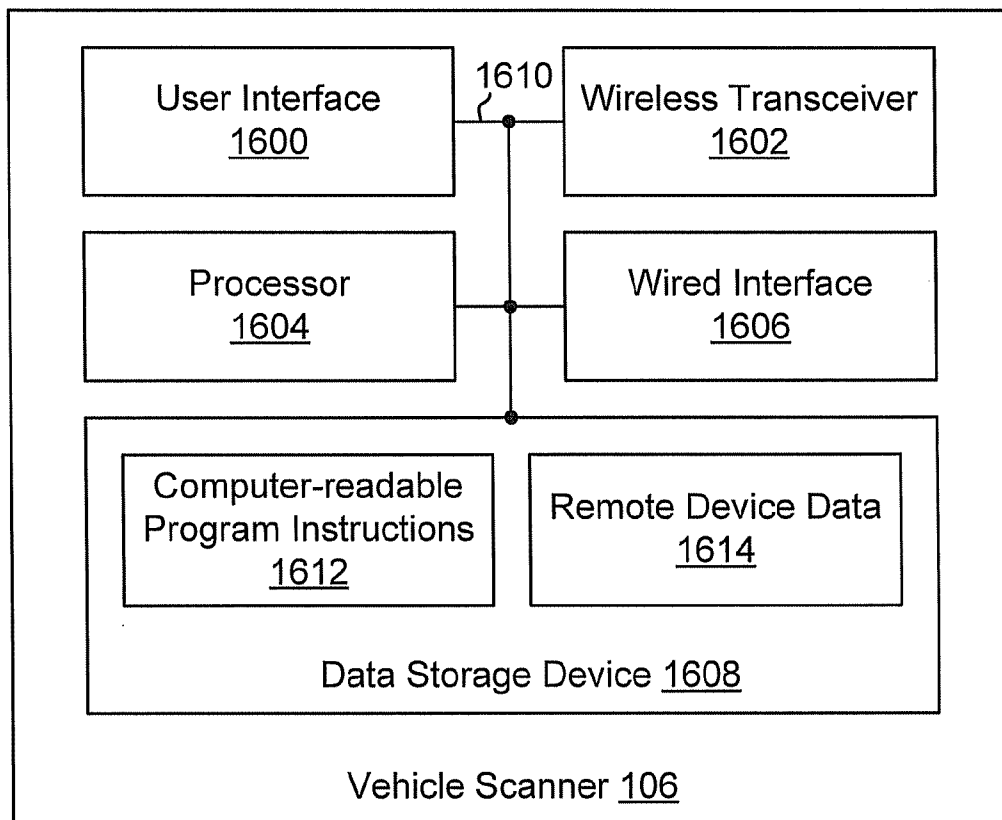 1610
User Interface
1600
Wireless Transceiver
1602
Processor
1604
Wired Interface
1606
Computer-readable
Program Instructions
1612
Remote Device Data
1614
Data Storage Device 1608
Vehicle Scanner 106